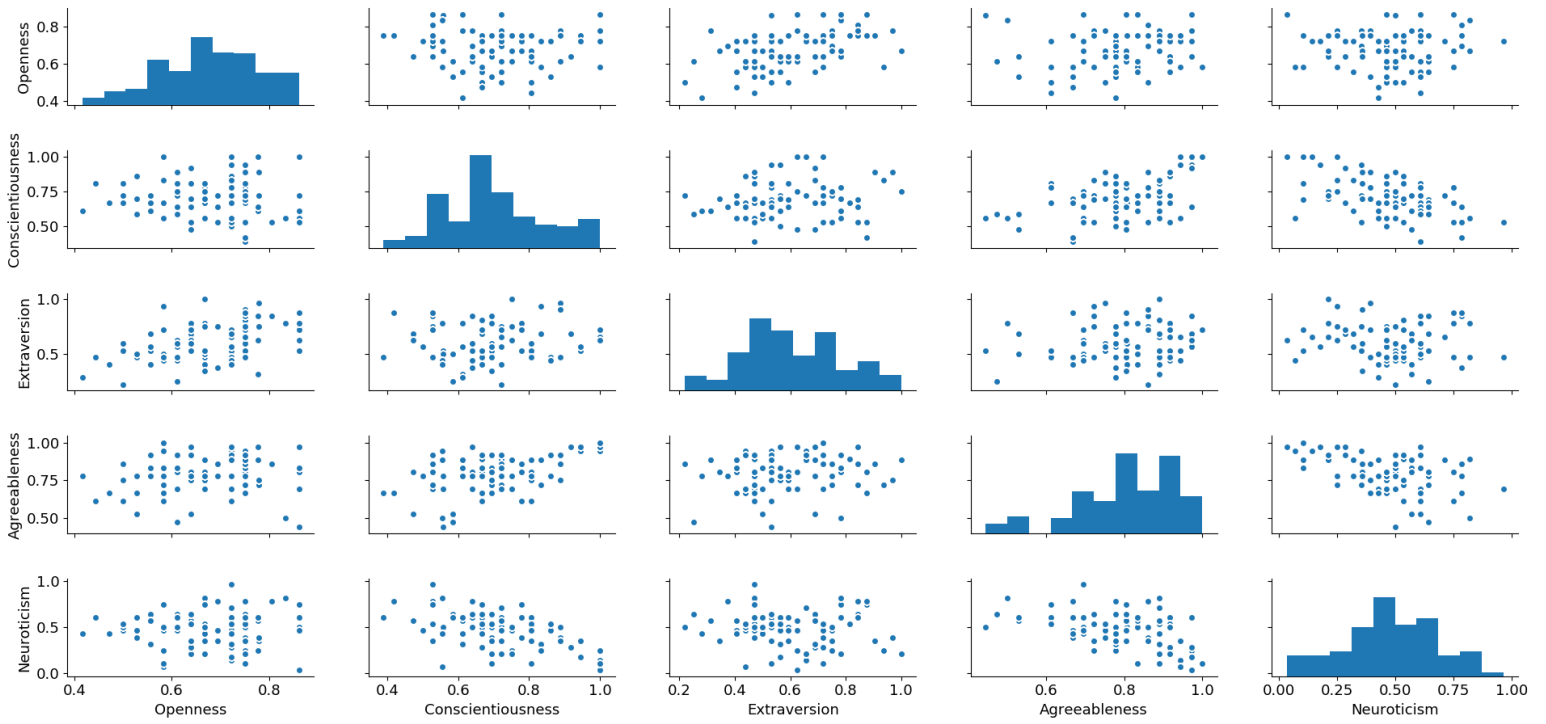 Openness
0.8
0.6
0.4
Conscientiousness
1.00
0.75
0.50
Extraversion
1.0
0.5
Agreeableness
1.00
0.75
0.50
Neuroticism
1.0
0.5
0.0
0.4 0.6 0.8 0.4 0.6 0.8 1.0 0.2 0.4 0.6 0.8 1.0 0.6 0.8 1.0 0.00 0.25 0.50 0.75 1.00
Openness Conscientiousness Extraversion Agreeableness Neuroticism